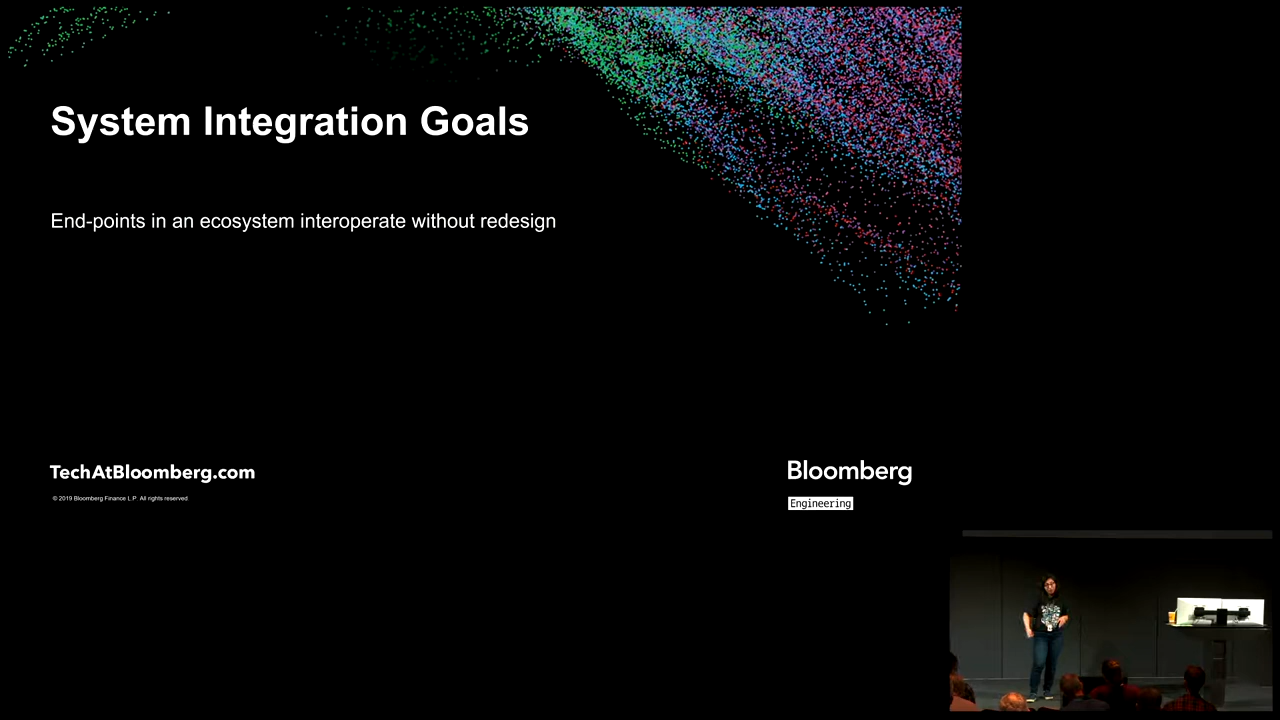 System Integration Goals
End-points in an ecosystem interoperate without redesign
TechAtBloomberg.com
© 2019 Bloomberg Finance L.P. All rights reserved
Bloomberg
Engineering